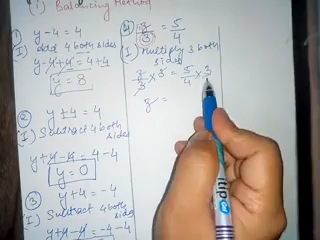 i) Balancing Method
①
y-4=4
(I) add 4 both sides
y-4+4=4+4
y=8
②
y+4=4
(I) Subtract 4 both sides
y+4-4=4-4
y=0
③
y+4=-4
(I) Subtract 4 both sides
y+4-4=-4-4
④ y/3 = 5/4
(I) Multiply 3 both sides
y/3 × 3 = 5/4 × 3
y =